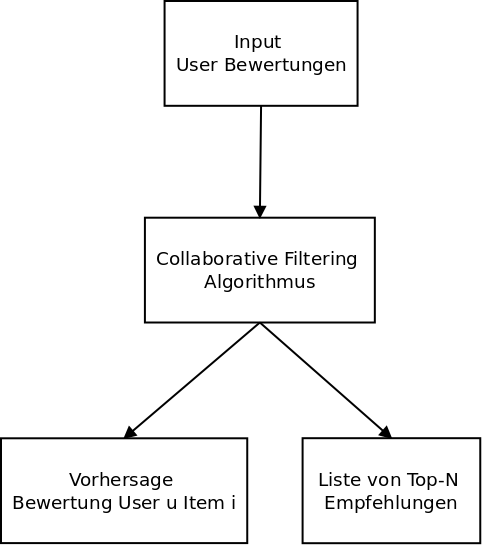 Input
User Bewertungen
Collaborative Filtering
Algorithmus
Vorhersage
Bewertung User u Item i
Liste von Top-N
Empfehlungen